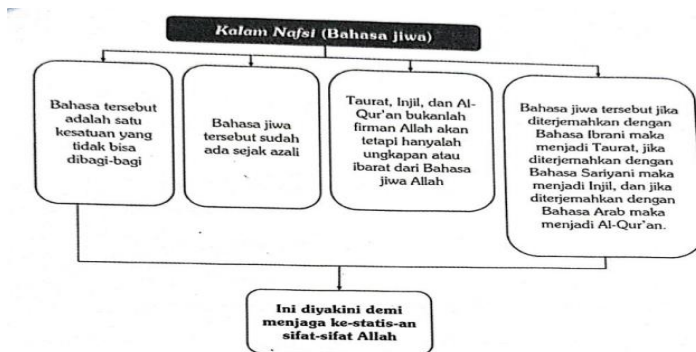 Kalam Nafsi (Bahasa jiwa)
Bahasa tersebut
adalah satu
kesatuan yang
tidak bisa
dibagi-bagi
Bahasa jiwa
tersebut sudah
ada sejak azali
Taurat, Injil, dan Al-
Qur'an bukanlah
firman Allah akan
tetapi hanyalah
ungkapan atau
ibarat dari Bahasa
jiwa Allah
Bahasa jiwa tersebut jika
diterjemahkan dengan
Bahasa Ibrani maka
menjadi Taurat, jika
diterjemahkan dengan
Bahasa Sariyani maka
menjadi Injil, dan jika
diterjemahkan dengan
Bahasa Arab maka
menjadi Al-Qur'an.
Ini diyakini demi
menjaga ke-statis-an
sifat-sifat Allah